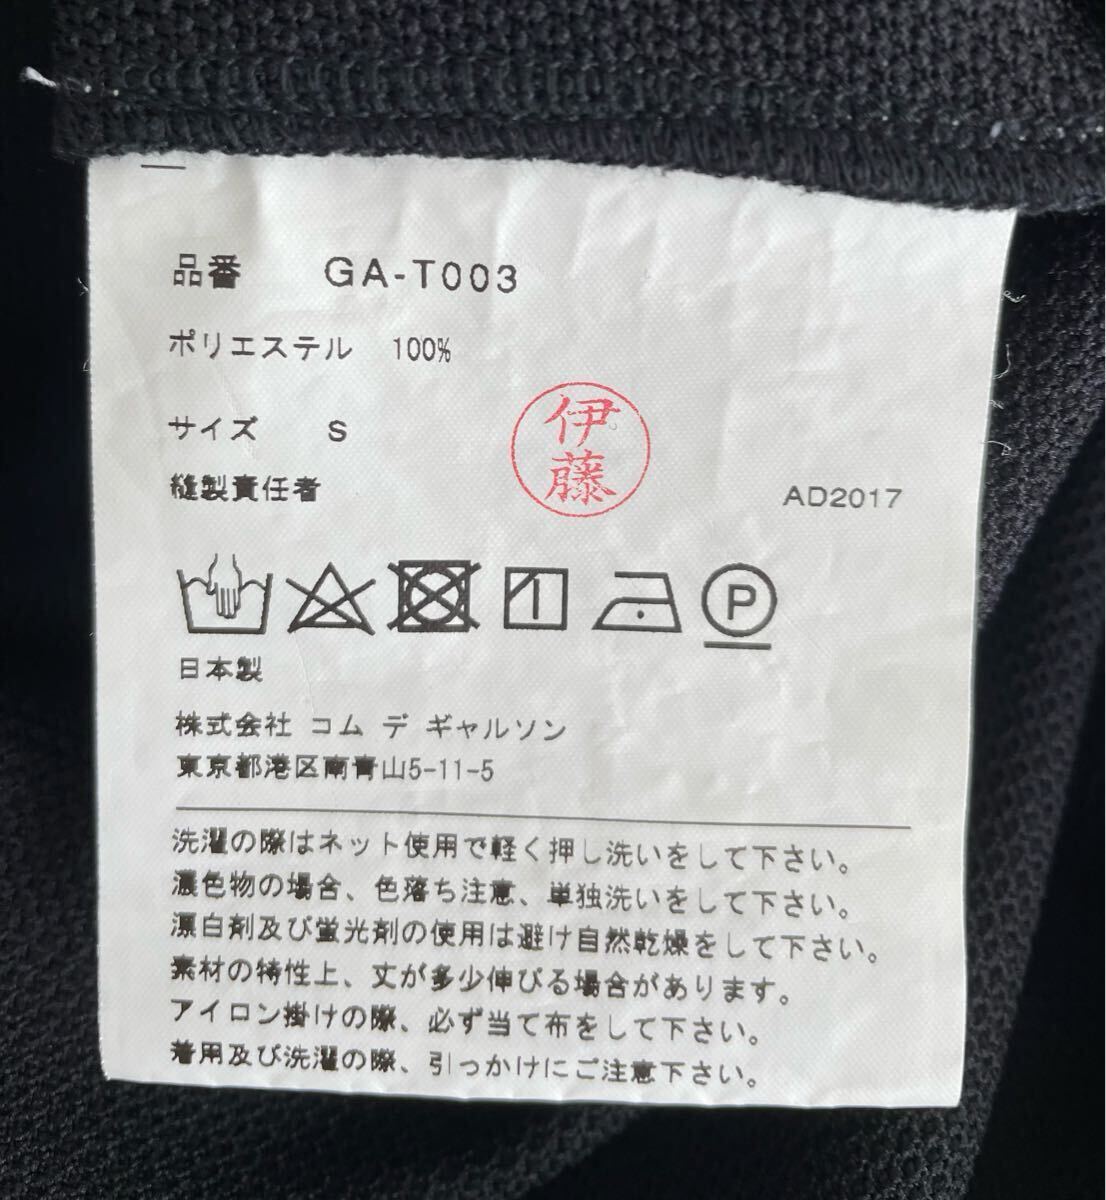 品番 GA-T003
ポリエステル 100%
サイズ S
伊藤
縫製責任者 AD2017
P
日本製
株式会社 コム デ ギャルソン
東京都港区南青山5-11-5
洗濯の際はネット使用で軽く押し洗いをして下さい。
濃色物の場合、色落ち注意、単独洗いをして下さい。
漂白剤及び蛍光剤の使用は避け自然乾燥をして下さい。
素材の特性上、丈が多少伸びる場合があります。
アイロン掛けの際、必ず当て布をして下さい。
着用及び洗濯の際、引っかけにご注意下さい。